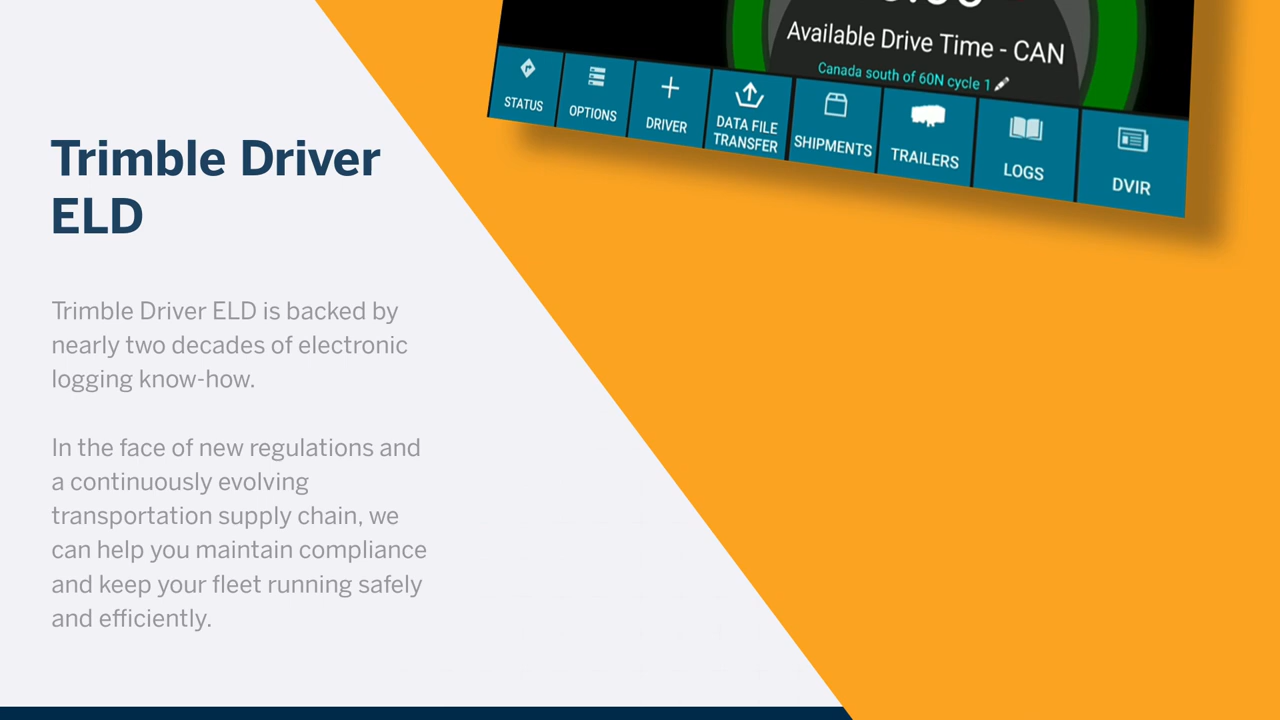 Available Drive Time - CAN
Canada south of 60N cycle 1
STATUS
OPTIONS
DRIVER
DATA FILE
TRANSFER
SHIPMENTS
TRAILERS
LOGS
DVIR
Trimble Driver
ELD
Trimble Driver ELD is backed by
nearly two decades of electronic
logging know-how.
In the face of new regulations and
a continuously evolving
transportation supply chain, we
can help you maintain compliance
and keep your fleet running safely
and efficiently.